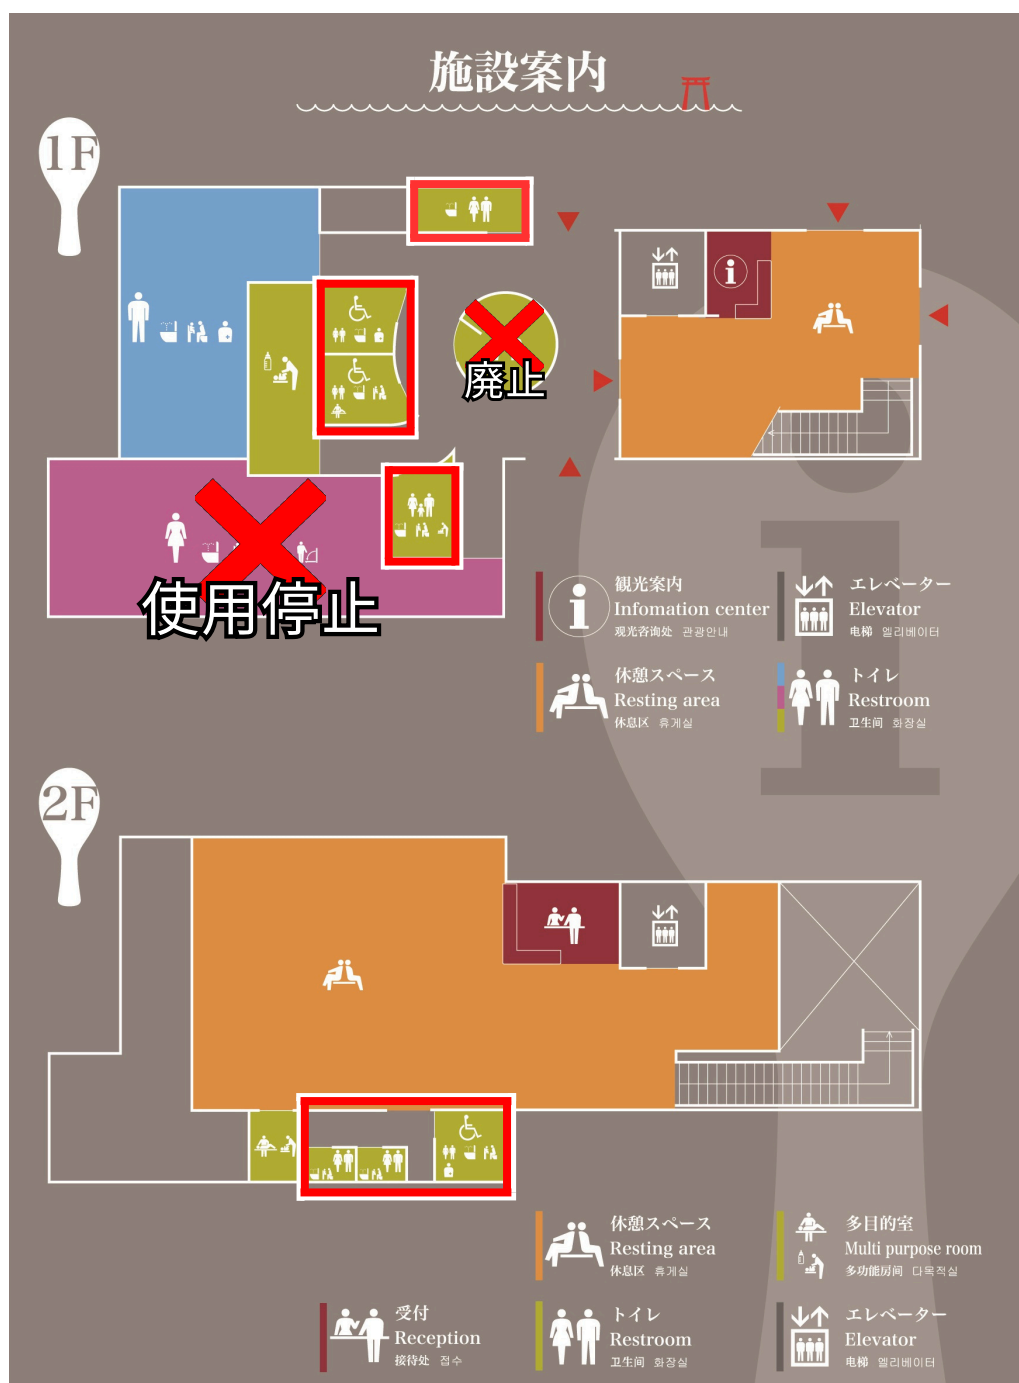 施設案内
1F
廃止
使用停止
観光案内
Infomation center
观光咨询处 관광안내
エレベーター
Elevator
电梯 엘리베이터
休憩スペース
Resting area
休息区 휴게실
トイレ
Restroom
卫生间 화장실
2F
休憩スペース
Resting area
休息区 휴게실
多目的室
Multi purpose room
多功能房间 다목적실
受付
Reception
接待处 접수
トイレ
Restroom
卫生间 화장실
エレベーター
Elevator
电梯 엘리베이터